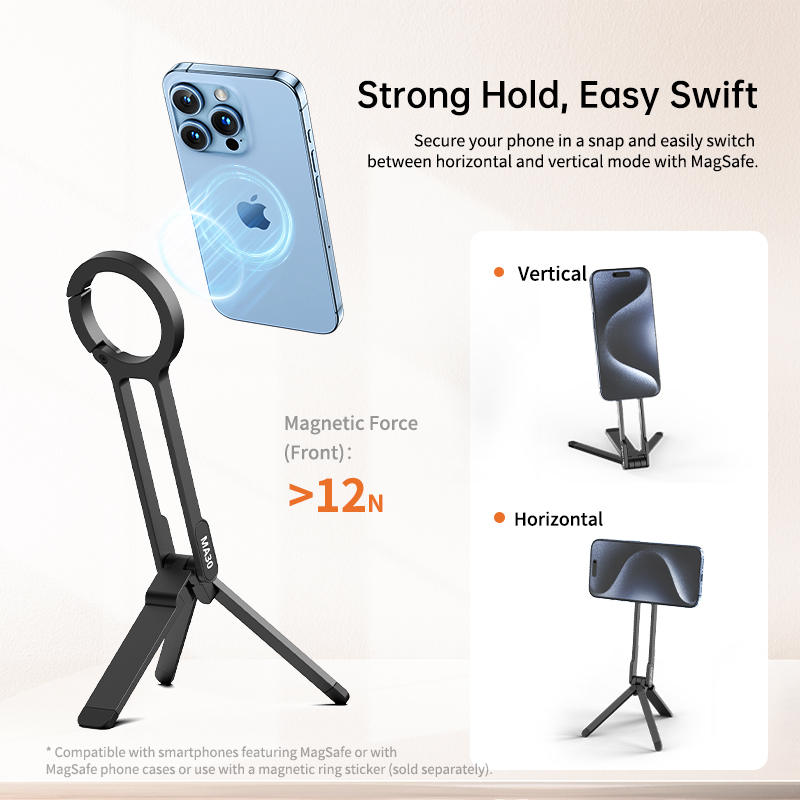 Strong Hold, Easy Swift
Secure your phone in a snap and easily switch
between horizontal and vertical mode with MagSafe.
Vertical
Magnetic Force
(Front):
>12N
Horizontal
MA30
* Compatible with smartphones featuring MagSafe or with
MagSafe phone cases or use with a magnetic ring sticker (sold separately).